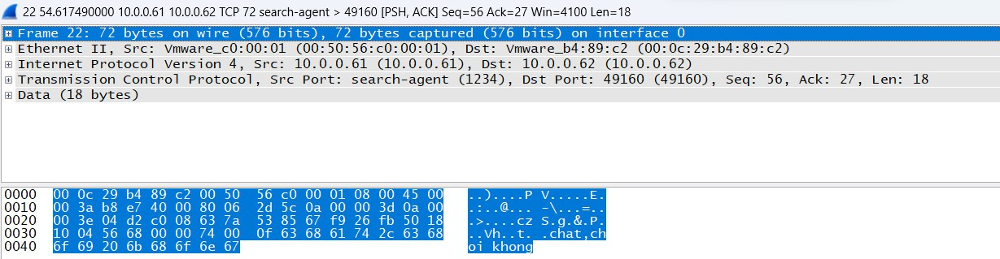 22 54.617490000 10.0.0.61 10.0.0.62 TCP 72 search-agent > 49160 [PSH, ACK] Seq=56 Ack=27 Win=4100 Len=18
Frame 22: 72 bytes on wire (576 bits), 72 bytes captured (576 bits) on interface 0
Ethernet II, Src: Vmware_c0:00:01 (00:50:56:c0:00:01), Dst: Vmware_b4:89:c2 (00:0c:29:b4:89:c2)
Internet Protocol Version 4, Src: 10.0.0.61 (10.0.0.61), Dst: 10.0.0.62 (10.0.0.62)
Transmission Control Protocol, Src Port: search-agent (1234), Dst Port: 49160 (49160), Seq: 56, Ack: 27, Len: 18
Data (18 bytes)
0000 00 0c 29 b4 89 c2 00 50 56 c0 00 01 08 00 45 00 ..)....P V.....E.
0010 00 3a b8 e7 40 00 80 06 2d 5c 0a 00 00 3d 0a 00 .:..@... -\...=..
0020 00 3e 04 d2 c0 08 63 7a 53 85 67 f9 26 fb 50 18 .>....cz S.g.&.P.
0030 10 04 56 68 00 00 74 00 0f 63 68 61 74 2c 63 68 ..Vh..t. .chat,ch
0040 6f 69 20 6b 68 6f 6e 67 oi khong